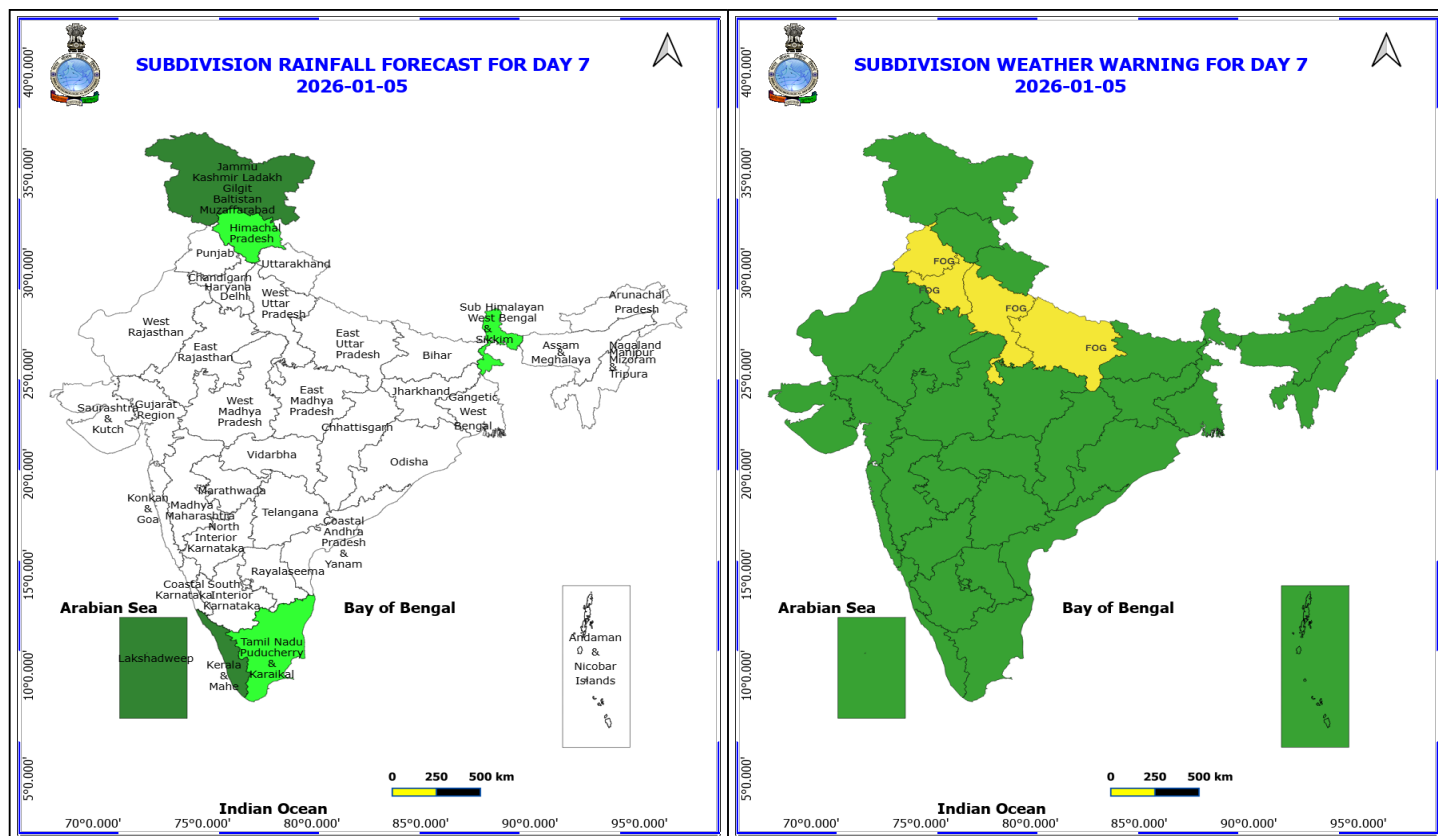 SUBDIVISION RAINFALL FORECAST FOR DAY 7
2026-01-05
40°0.000'
35°0.000'
30°0.000'
25°0.000'
20°0.000'
15°0.000'
10°0.000'
5°0.000'
Jammu
Kashmir Ladakh
Gilgit
Baltistan
Muzaffarabad
Himachal
Pradesh
Punjab
Uttarakhand
Chandigarh
Haryana
Delhi
West
Uttar
Pradesh
Arunachal
Pradesh
Sub Himalayan
West Bengal
&
Sikkim
West
Rajasthan
East
Rajasthan
East
Uttar
Pradesh
Bihar
Assam
&
Meghalaya
Nagaland
Manipur
Mizoram
&
Tripura
Saurashtra
&
Kutch
Gujarat
Region
West
Madhya
Pradesh
East
Madhya
Pradesh
Jharkhand
Gangetic
West
Bengal
Chhattisgarh
Vidarbha
Odisha
Konkan
&
Goa
Marathwada
Madhya
Maharashtra
Telangana
North
Interior
Karnataka
Coastal
Andhra
Pradesh
&
Yanam
Rayalaseema
Coastal
Karnataka
South
Interior
Karnataka
Arabian Sea
Bay of Bengal
Lakshadweep
Kerala
&
Mahe
Tamil Nadu
Puducherry
&
Karaikal
Andaman
&
Nicobar
Islands
0 250 500 km
Indian Ocean
70°0.000' 75°0.000' 80°0.000' 85°0.000' 90°0.000' 95°0.000'
SUBDIVISION WEATHER WARNING FOR DAY 7
2026-01-05
40°0.000'
35°0.000'
30°0.000'
25°0.000'
20°0.000'
15°0.000'
10°0.000'
5°0.000'
FOG
FOG
FOG
FOG
Arabian Sea
Bay of Bengal
0 250 500 km
Indian Ocean
70°0.000' 75°0.000' 80°0.000' 85°0.000' 90°0.000' 95°0.000'